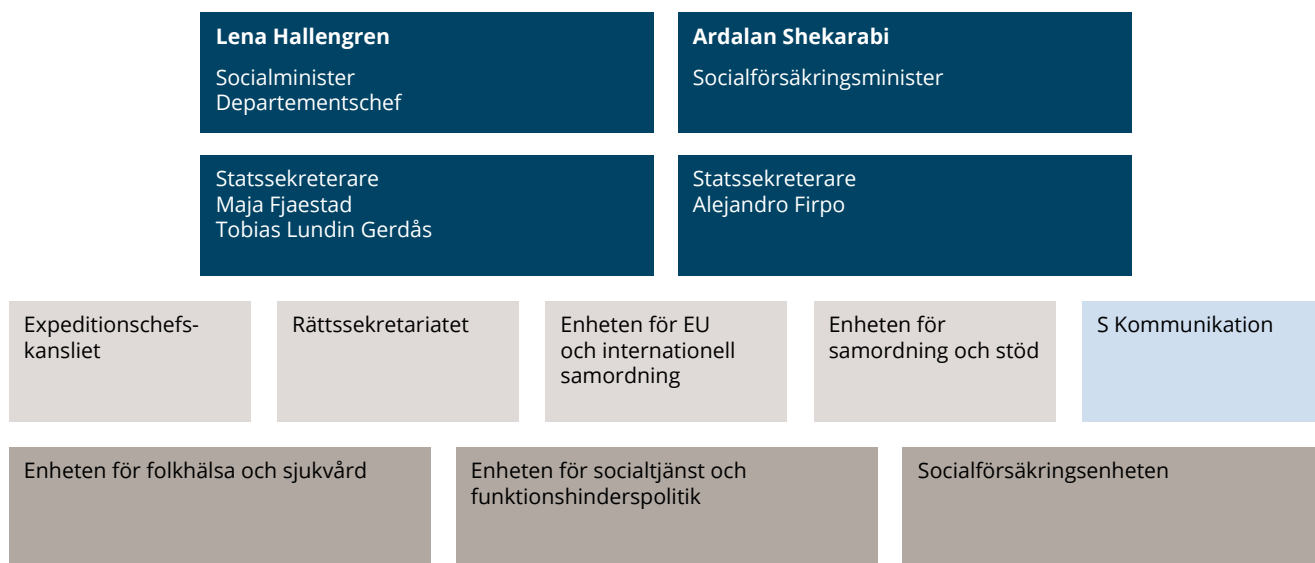 Lena Hallengren
Socialminister
Departementschef
Ardalan Shekarabi
Socialförsäkringsminister
Statssekreterare
Maja Fjaestad
Tobias Lundin Gerdås
Statssekreterare
Alejandro Firpo
Expeditionschefs-
kansliet
Rättssekretariatet
Enheten för EU
och internationell
samordning
Enheten för
samordning och stöd
S Kommunikation
Enheten för folkhälsa och sjukvård
Enheten för socialtjänst och
funktionshinderspolitik
Socialförsäkringsenheten